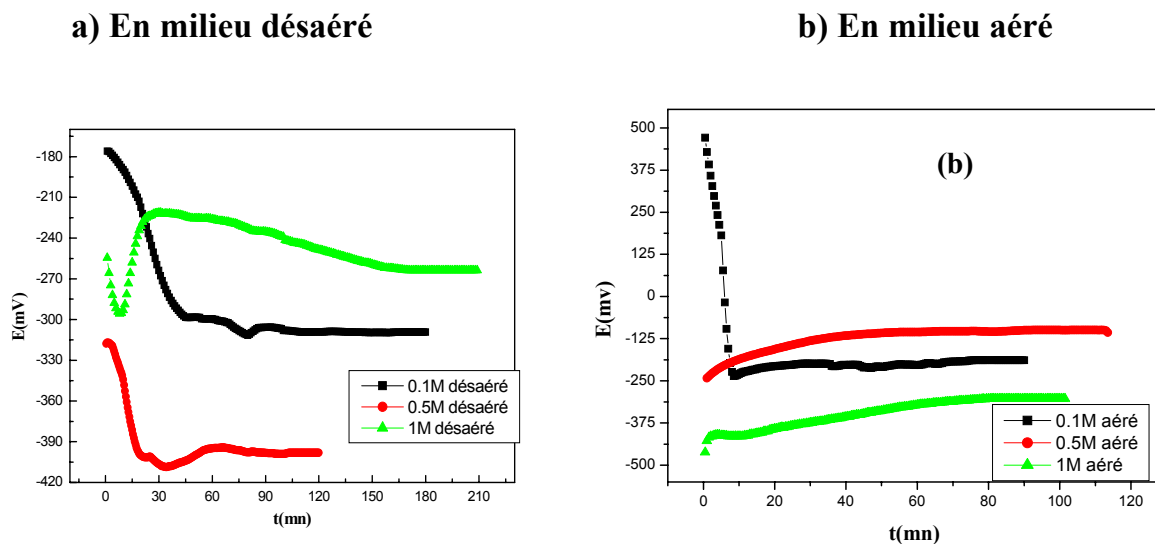 a) En milieu désaéré
b) En milieu aéré
-180
-210
-240
-270
-300
-330
-360
-390
-420
E(mV)
0
30
60
90
120
150
180
210
t(mn)
0.1M désaéré
0.5M désaéré
1M désaéré
500
375
250
125
0
-125
-250
-375
-500
E(mv)
(b)
0
20
40
60
80
100
120
t(mn)
0.1M aéré
0.5M aéré
1M aéré